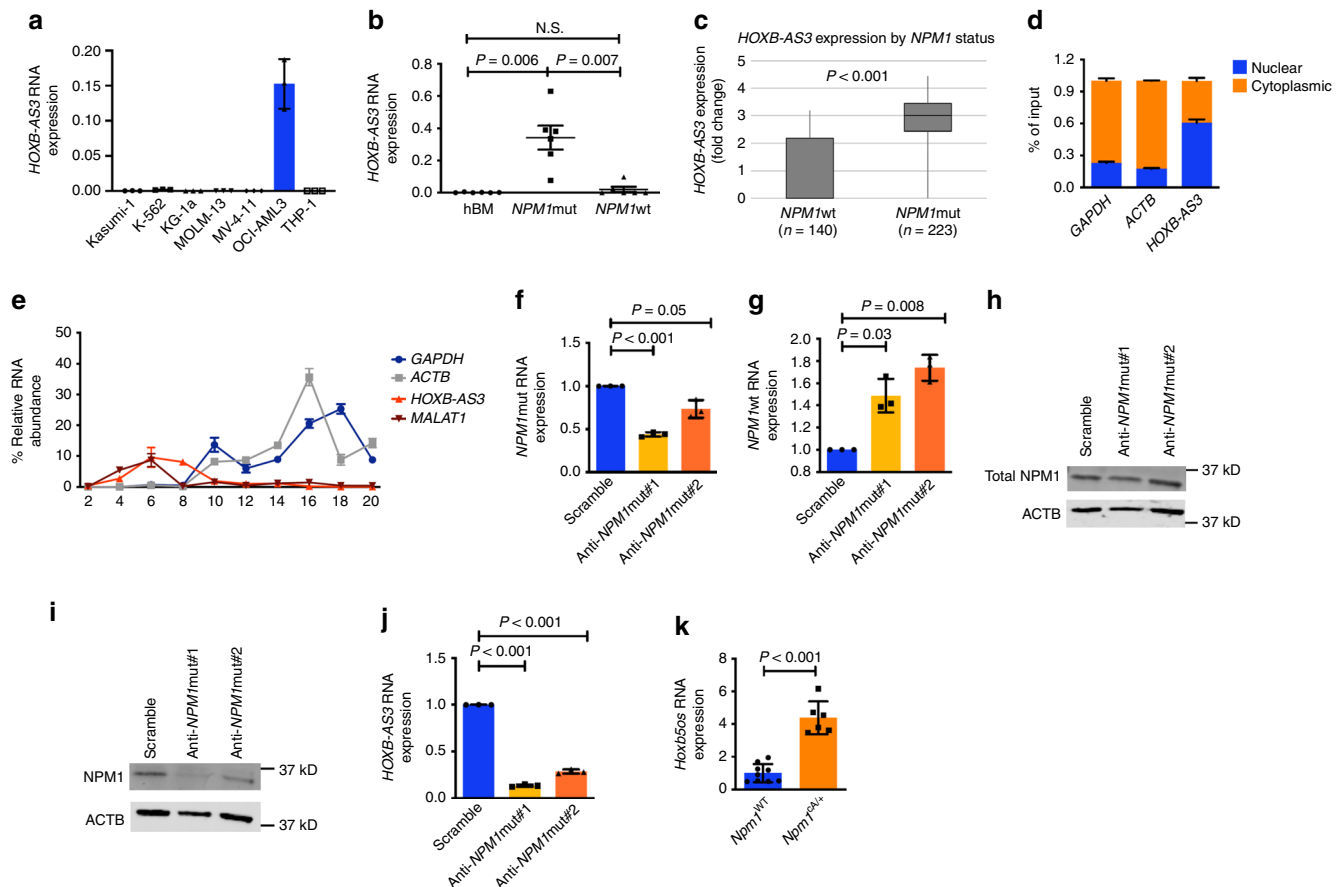 a
HOXB-AS3 RNA
expression
0.20
0.15
0.10
0.05
0.00
Kasumi-1
K-562
KG-1a
MOLM-13
MV-4-11
OCI-AML3
THP-1
b
HOXB-AS3 RNA
expression
0.8
0.6
0.4
0.2
0.0
N.S.
P = 0.006
P = 0.007
hBM
NPM1mut
NPM1wt
c
HOXB-AS3 expression by NPM1 status
HOXB-AS3 expression
(fold change)
5
4
3
2
1
0
P < 0.001
NPM1wt
(n = 140)
NPM1mut
(n = 223)
d
% of input
1.2
0.9
0.6
0.3
0.0
Nuclear
Cytoplasmic
GAPDH
ACTB
HOXB-AS3
e
% Relative RNA
abundance
50
40
30
20
10
0
2 4 6 8 10 12 14 16 18 20
GAPDH
ACTB
HOXB-AS3
MALAT1
f
NPM1mut RNA
expression
1.5
1.0
0.5
0.0
P = 0.05
P < 0.001
Scramble
Anti-NPM1mut#1
Anti-NPM1mut#2
g
NPM1wt RNA
expression
2.0
1.8
1.6
1.4
1.2
1.0
0.8
P = 0.008
P = 0.03
Scramble
Anti-NPM1mut#1
Anti-NPM1mut#2
h
Scramble
Anti-NPM1mut#1
Anti-NPM1mut#2
Total NPM1
37 kD
ACTB
37 kD
i
Scramble
Anti-NPM1mut#1
Anti-NPM1mut#2
NPM1
37 kD
ACTB
37 kD
j
HOXB-AS3 RNA
expression
1.5
1.0
0.5
0.0
P < 0.001
P < 0.001
Scramble
Anti-NPM1mut#1
Anti-NPM1mut#2
k
Hoxb5os RNA
expression
8
6
4
2
0
P < 0.001
Npm1WT
Npm1cA/+